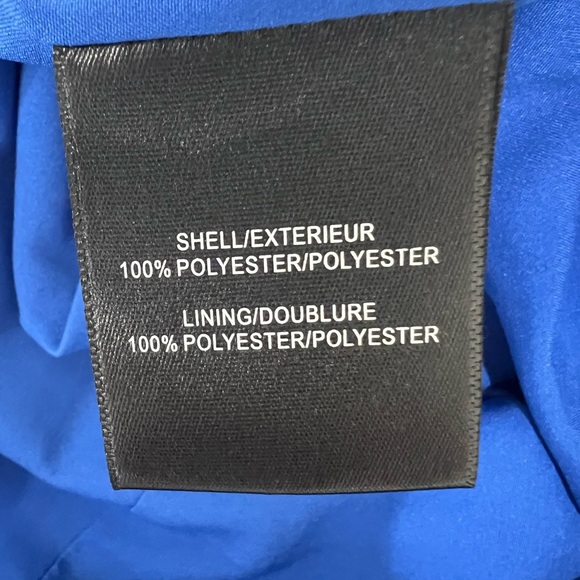 SHELL/EXTERIEUR
100% POLYESTER/POLYESTER
LINING/DOUBLURE
100% POLYESTER/POLYESTER